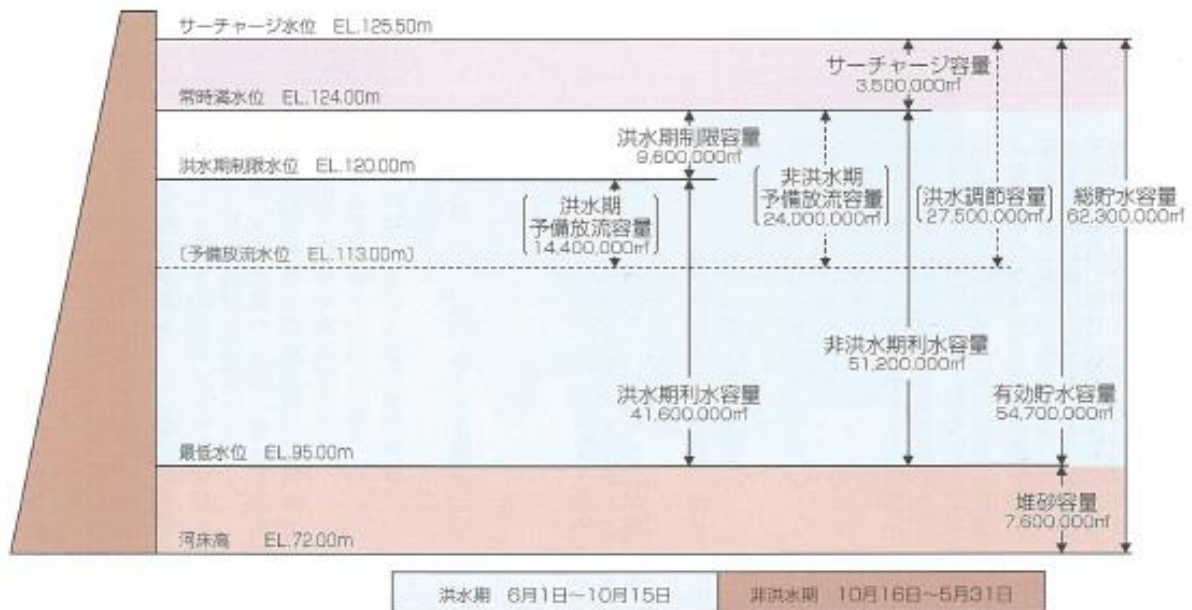 サーチャージ水位 EL.125.50m
サーチャージ容量
3,500,000㎥
常時満水位 EL.124.00m
洪水期制限容量
9,600,000㎥
洪水期制限水位 EL.120.00m
非洪水期
予備放流容量
24,000,000㎥
洪水調節容量
27,500,000㎥
総貯水容量
62,300,000㎥
洪水期
予備放流容量
14,400,000㎥
〔予備放流水位 EL.113.00m〕
非洪水期利水容量
51,200,000㎥
洪水期利水容量
41,600,000㎥
有効貯水容量
54,700,000㎥
最低水位 EL.95.00m
堆砂容量
7,600,000㎥
河床高 EL.72.00m
洪水期 6月1日〜10月15日
非洪水期 10月16日〜5月31日